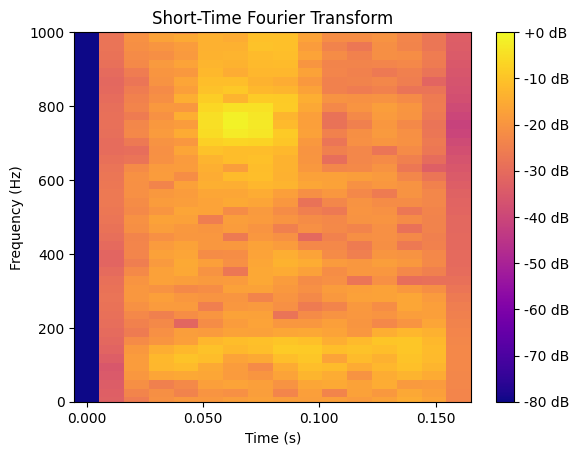 Short-Time Fourier Transform
Frequency (Hz)
1000
800
600
400
200
0
0.000
0.050
0.100
0.150
Time (s)
+0 dB
-10 dB
-20 dB
-30 dB
-40 dB
-50 dB
-60 dB
-70 dB
-80 dB